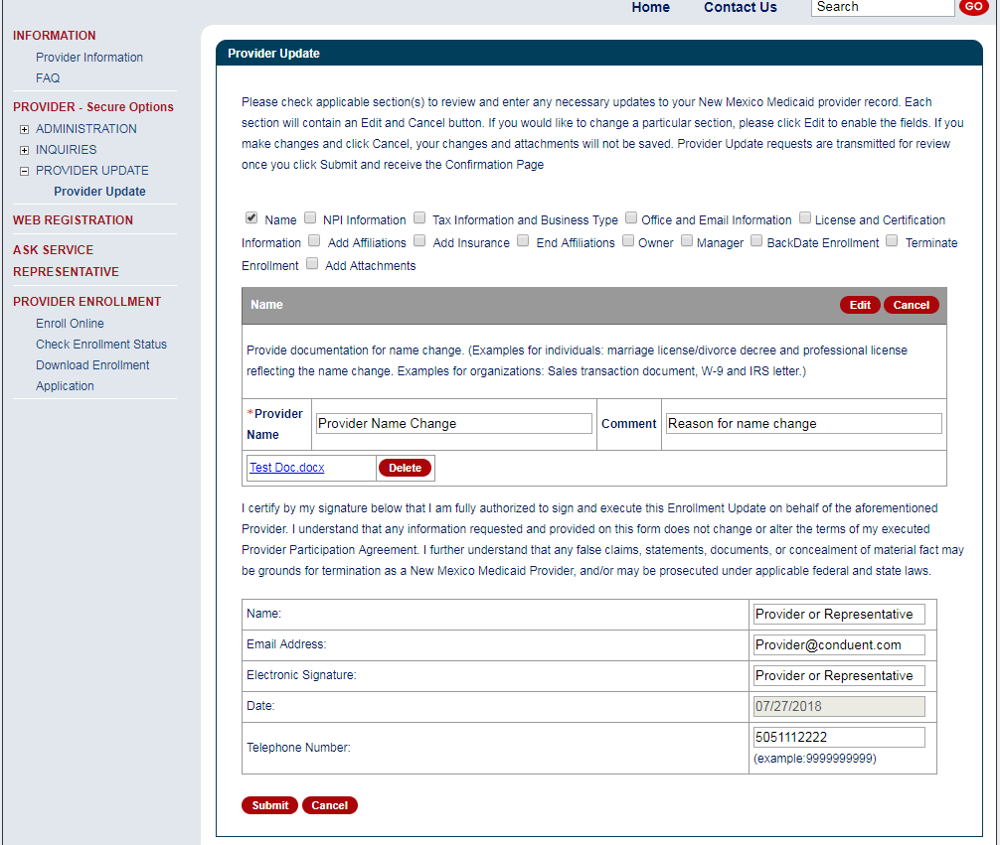 Home Contact Us Search GO
INFORMATION
Provider Information
FAQ
PROVIDER - Secure Options
ADMINISTRATION
INQUIRIES
PROVIDER UPDATE
Provider Update
WEB REGISTRATION
ASK SERVICE
REPRESENTATIVE
PROVIDER ENROLLMENT
Enroll Online
Check Enrollment Status
Download Enrollment
Application
Provider Update
Please check applicable section(s) to review and enter any necessary updates to your New Mexico Medicaid provider record. Each
section will contain an Edit and Cancel button. If you would like to change a particular section, please click Edit to enable the fields. If you
make changes and click Cancel, your changes and attachments will not be saved. Provider Update requests are transmitted for review
once you click Submit and receive the Confirmation Page
Name NPI Information Tax Information and Business Type Office and Email Information License and Certification
Information Add Affiliations Add Insurance End Affiliations Owner Manager BackDate Enrollment Terminate
Enrollment Add Attachments
Name Edit Cancel
Provide documentation for name change. (Examples for individuals: marriage license/divorce decree and professional license
reflecting the name change. Examples for organizations: Sales transaction document, W-9 and IRS letter.)
*Provider
Name Provider Name Change Comment Reason for name change
Test Doc.docx Delete
I certify by my signature below that I am fully authorized to sign and execute this Enrollment Update on behalf of the aforementioned
Provider. I understand that any information requested and provided on this form does not change or alter the terms of my executed
Provider Participation Agreement. I further understand that any false claims, statements, documents, or concealment of material fact may
be grounds for termination as a New Mexico Medicaid Provider, and/or may be prosecuted under applicable federal and state laws.
Name: Provider or Representative
Email Address: Provider@conduent.com
Electronic Signature: Provider or Representative
Date: 07/27/2018
Telephone Number: 5051112222
(example:9999999999)
Submit Cancel